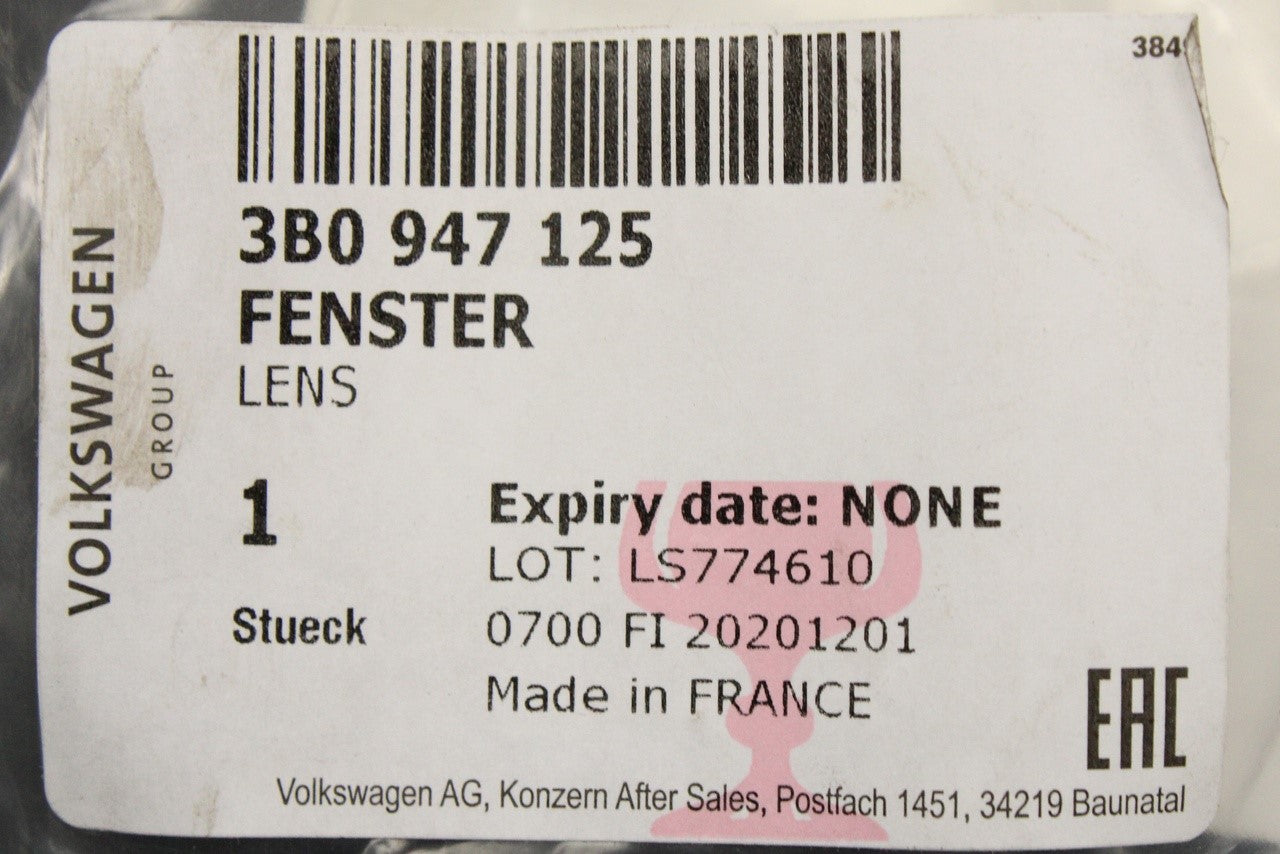 384
3B0 947 125
FENSTER
LENS
VOLKSWAGEN
GROUP
1
Expiry date: NONE
LOT: LS774610
Stueck
0700 FI 20201201
Made in FRANCE
EAC
Volkswagen AG, Konzern After Sales, Postfach 1451, 34219 Baunatal